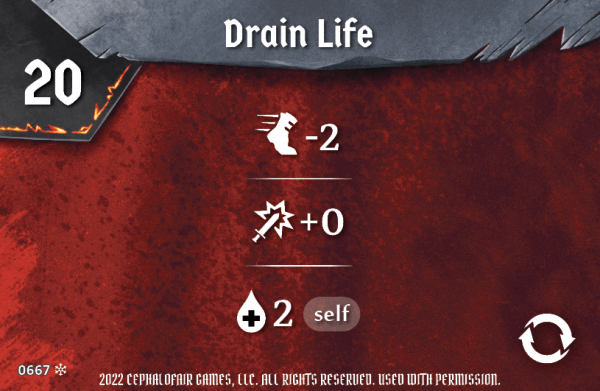 Drain Life
20
-2
+0
2 self
0667
2022 CEPHALOFAIR GAMES, LLC. ALL RIGHTS RESERVED. USED WITH PERMISSION.